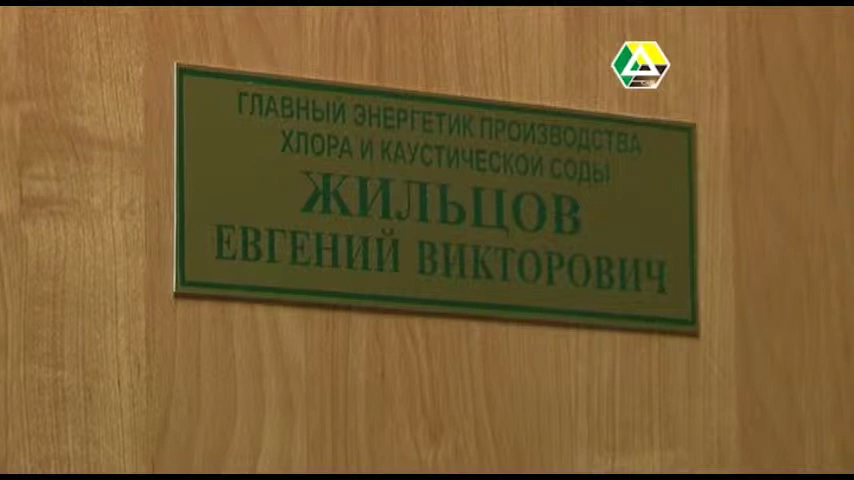 ГЛАВНЫЙ ЭНЕРГЕТИК ПРОИЗВОДСТВА
ХЛОРА И КАУСТИЧЕСКОЙ СОДЫ
ЖИЛЬЦОВ
ЕВГЕНИЙ ВИКТОРОВИЧ